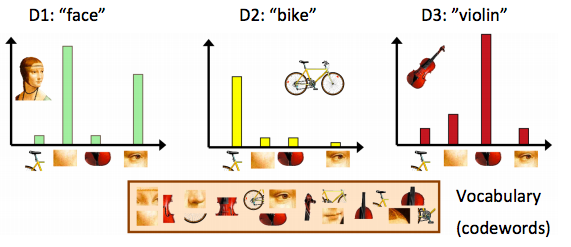 D1: “face”
D2: “bike”
D3: ”violin”
Vocabulary
(codewords)